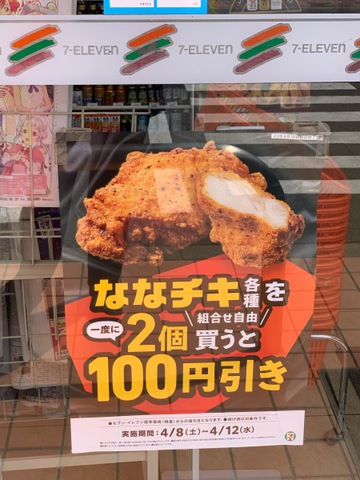 7-ELEVEN
7-ELEVEN
7-ELEVEN
ななチキ各種を
組合せ自由
一度に
2個買うと
100円引き
実施期間：4/8(土)～4/12(水)